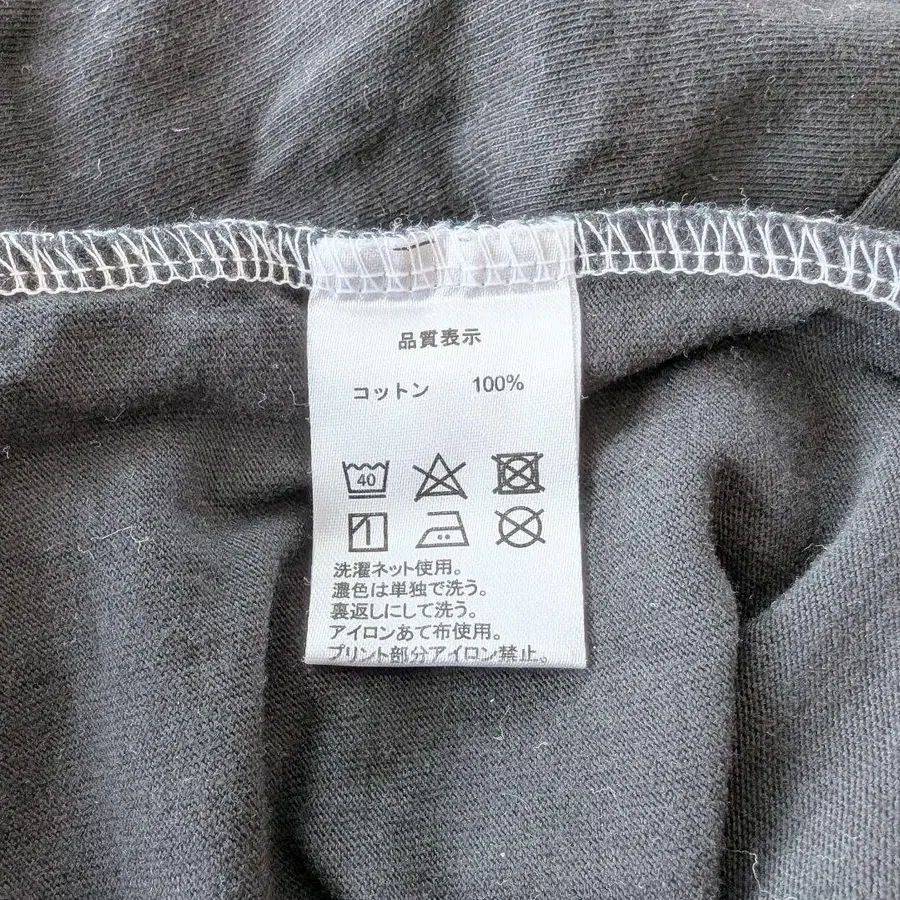 品質表示
コットン 100%
40
洗濯ネット使用。
濃色は単独で洗う。
裏返しにして洗う。
アイロンあて布使用。
プリント部分アイロン禁止。